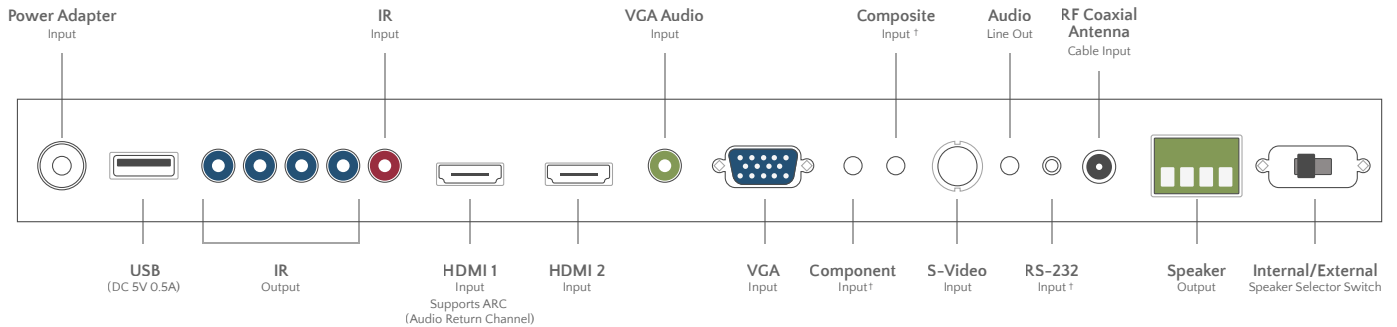 Power Adapter
Input
IR
Input
VGA Audio
Input
Composite
Input †
Audio
Line Out
RF Coaxial
Antenna
Cable Input
USB
(DC 5V 0.5A)
IR
Output
HDMI 1
Input
Supports ARC
(Audio Return Channel)
HDMI 2
Input
VGA
Input
Component
Input†
S-Video
Input
RS-232
Input †
Speaker
Output
Internal/External
Speaker Selector Switch